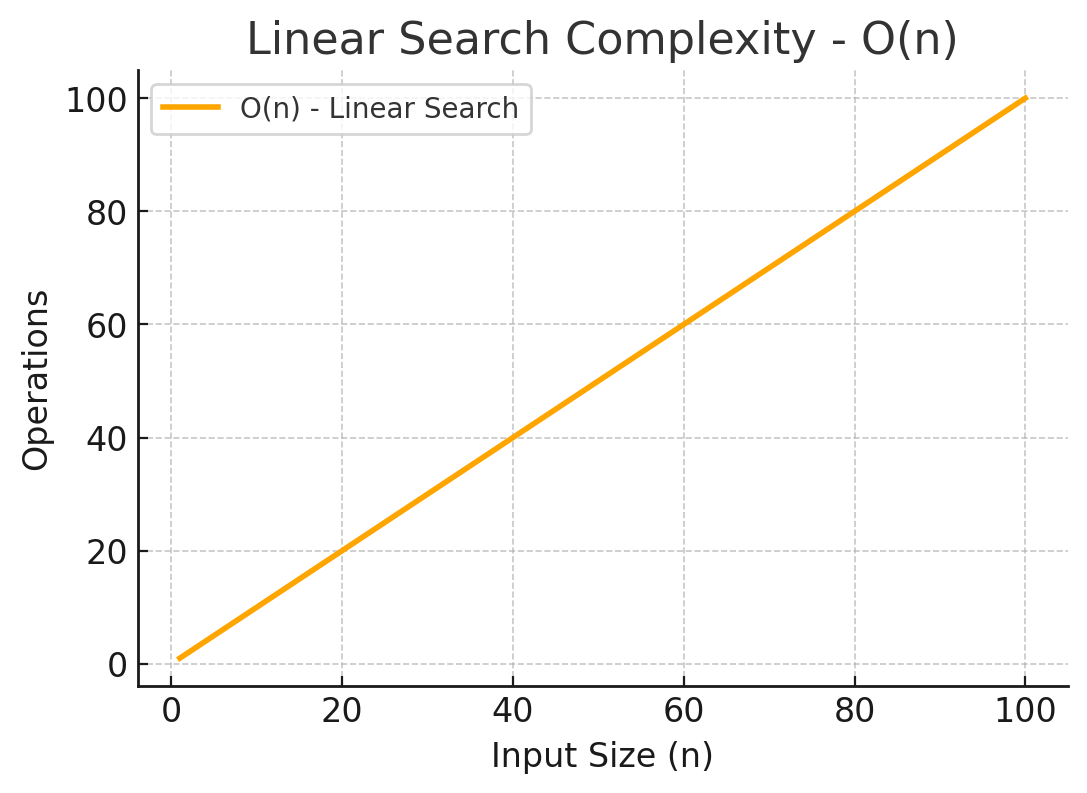 Linear Search Complexity - O(n)
O(n) - Linear Search
100
80
60
40
20
0
Operations
0 20 40 60 80 100
Input Size (n)